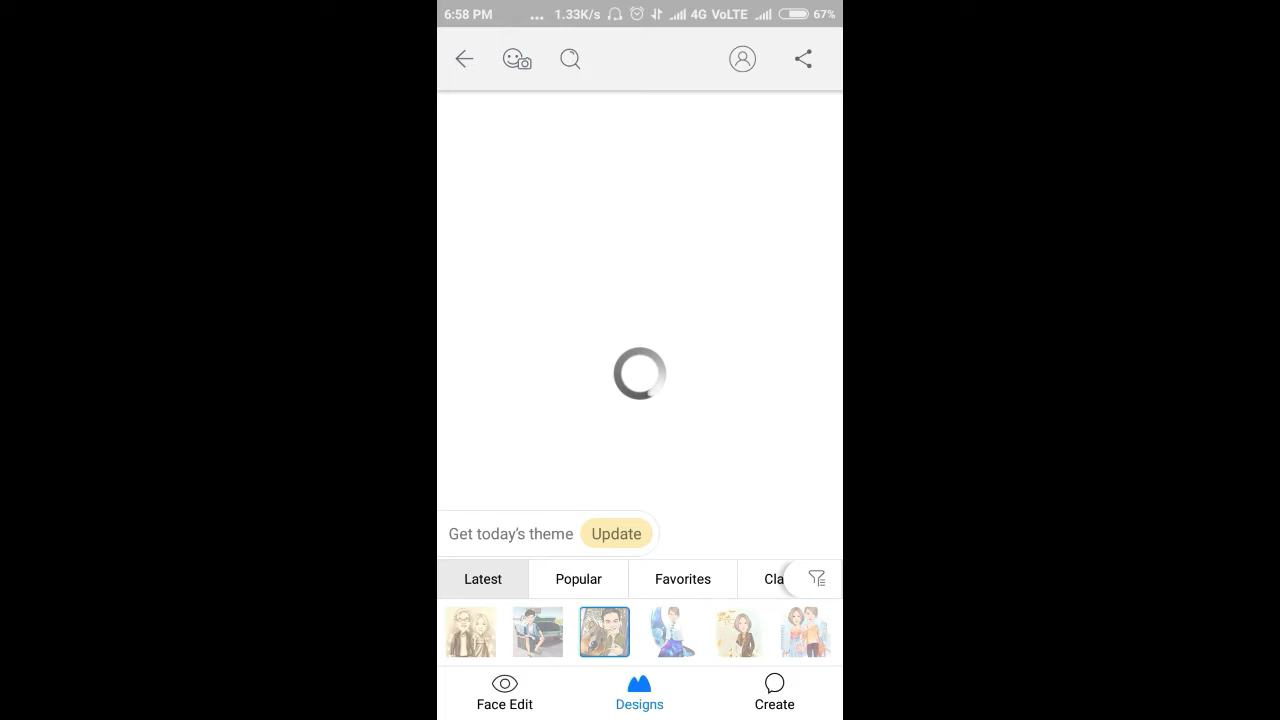 6:58 PM ... 1.33K/s 4G VoLTE 67%
Get today's theme Update
Latest Popular Favorites Cla
Face Edit Designs Create